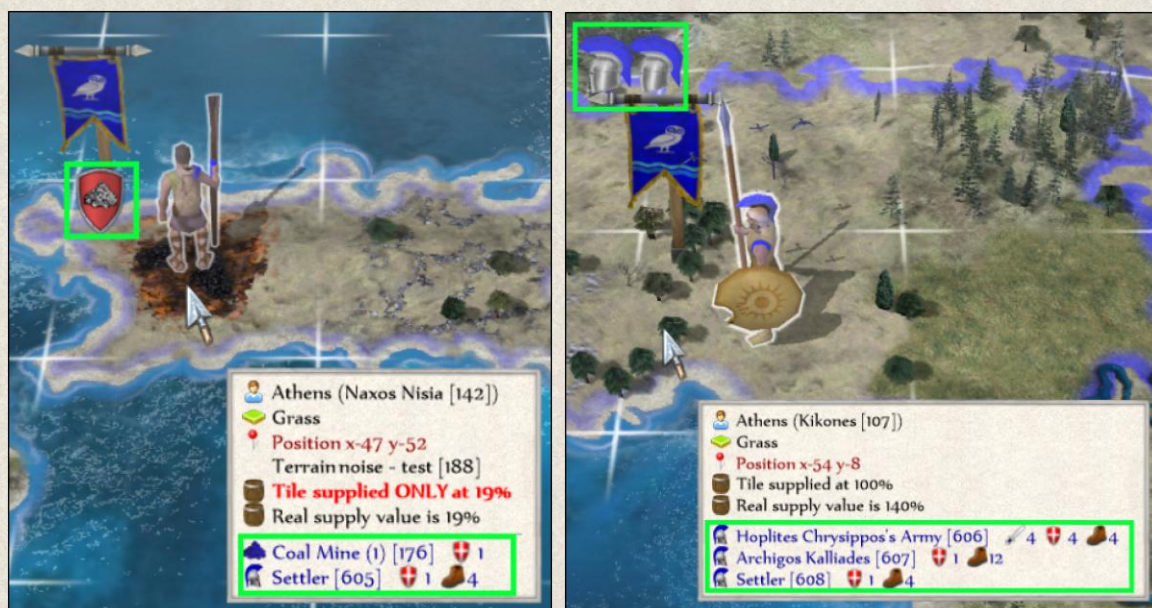 Athens (Naxos Nisia [142])
Grass
Position x-47 y-52
Terrain noise - test [188]
Tile supplied ONLY at 19%
Real supply value is 19%
Coal Mine (1) [176] 1
Settler [605] 1 4
Athens (Kikones [107])
Grass
Position x-54 y-8
Tile supplied at 100%
Real supply value is 140%
Hoplites Chrysippos's Army [606] 4 4 4
Archigos Kalliades [607] 1 12
Settler [608] 1 4